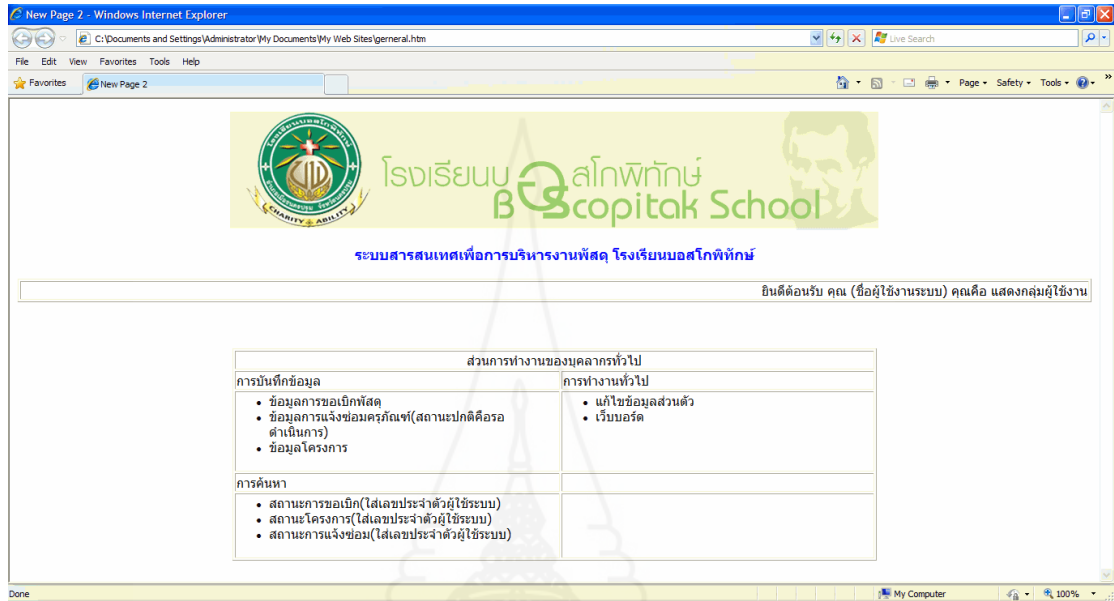 New Page 2 - Windows Internet Explorer
C:\Documents and Settings\Administrator\My Documents\My Web Sites\gerneral.htm
Live Search
File Edit View Favorites Tools Help
Favorites New Page 2 Page Safety Tools
โรงเรียนบอสโกพิทักษ์
CHARITY ABILITY
โรงเรียนบ สโกพิทักษ์
BOScopitak School
ระบบสารสนเทศเพื่อการบริหารงานพัสดุ โรงเรียนบอสโกพิทักษ์
ยินดีต้อนรับ คุณ (ชื่อผู้ใช้งานระบบ) คุณคือ แสดงกลุ่มผู้ใช้งาน
ส่วนการทำงานของบุคลากรทั่วไป
การบันทึกข้อมูล การทำงานทั่วไป
• ข้อมูลการขอเบิกพัสดุ
• ข้อมูลการแจ้งซ่อมครุภัณฑ์(สถานะปกติคือรอ
ดำเนินการ)
• ข้อมูลโครงการ
• แก้ไขข้อมูลส่วนตัว
• เว็บบอร์ด
การค้นหา
• สถานะการขอเบิก(ใส่เลขประจำตัวผู้ใช้ระบบ)
• สถานะโครงการ(ใส่เลขประจำตัวผู้ใช้ระบบ)
• สถานะการแจ้งซ่อม(ใส่เลขประจำตัวผู้ใช้ระบบ)
Done My Computer 100%